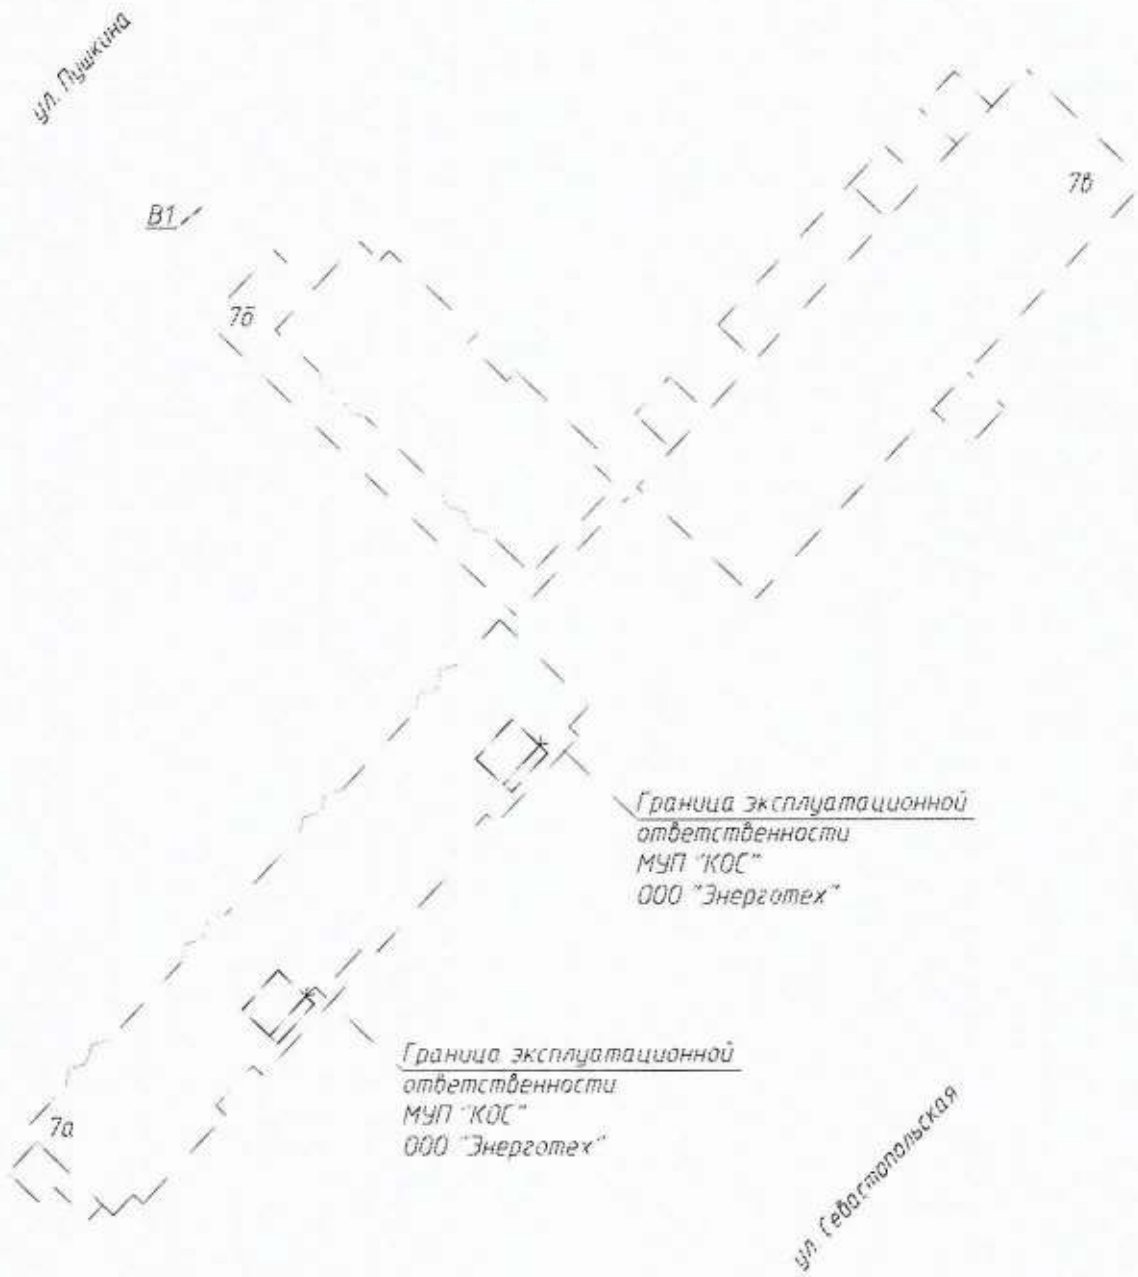 ул. Пушкина
7в
В1
7б
Граница эксплуатационной
ответственности
МУП "КОС"
ООО "Энерготех"
Граница эксплуатационной
ответственности
МУП "КОС"
ООО "Энерготех"
7а
ул. Севастопольская